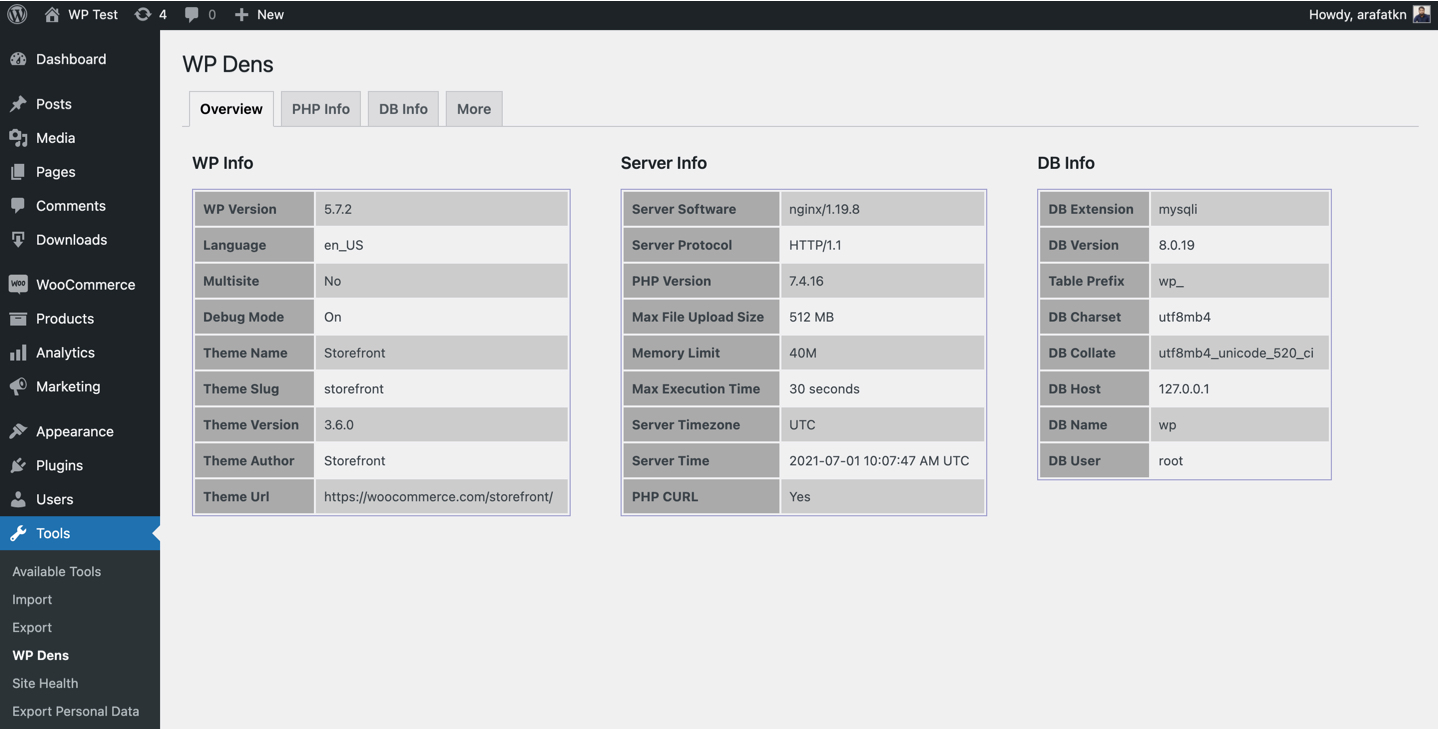 WP Test 4 0 New Howdy, arafatkn
Dashboard
Posts
Media
Pages
Comments
Downloads
WOO WooCommerce
Products
Analytics
Marketing
Appearance
Plugins
Users
Tools
Available Tools
Import
Export
WP Dens
Site Health
Export Personal Data
WP Dens
Overview PHP Info DB Info More
WP Info
WP Version 5.7.2
Language en_US
Multisite No
Debug Mode On
Theme Name Storefront
Theme Slug storefront
Theme Version 3.6.0
Theme Author Storefront
Theme Url https://woocommerce.com/storefront/
Server Info
Server Software nginx/1.19.8
Server Protocol HTTP/1.1
PHP Version 7.4.16
Max File Upload Size 512 MB
Memory Limit 40M
Max Execution Time 30 seconds
Server Timezone UTC
Server Time 2021-07-01 10:07:47 AM UTC
PHP CURL Yes
DB Info
DB Extension mysqli
DB Version 8.0.19
Table Prefix wp_
DB Charset utf8mb4
DB Collate utf8mb4_unicode_520_ci
DB Host 127.0.0.1
DB Name wp
DB User root